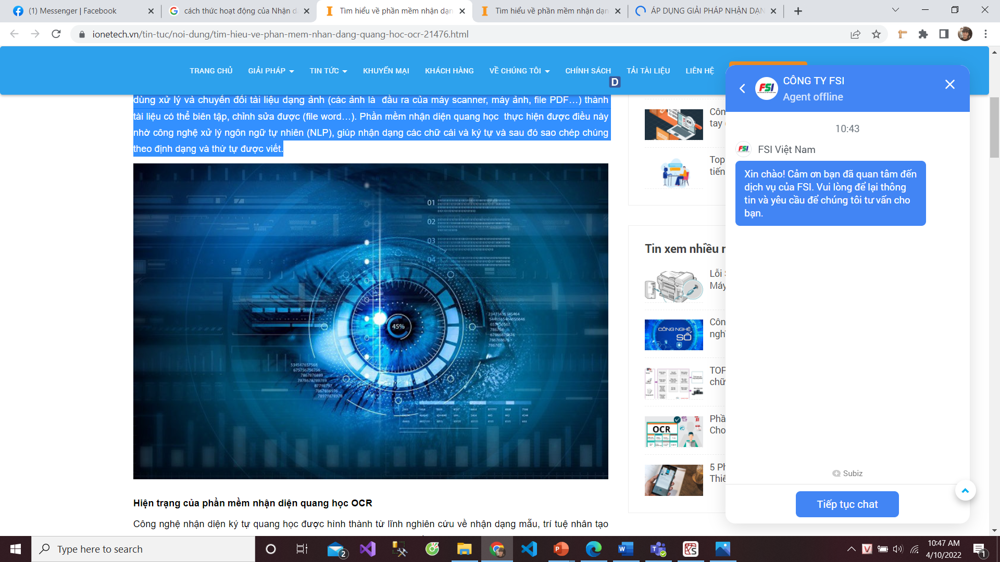 (1) Messenger | Facebook
cách thức hoạt động của Nhận d
Tìm hiểu về phần mềm nhận dạn
Tìm hiểu về phần mềm nhận dạn
ÁP DỤNG GIẢI PHÁP NHẬN DẠN
ionetech.vn/tin-tuc/noi-dung/tim-hieu-ve-phan-mem-nhan-dang-quang-hoc-ocr-21476.html
TRANG CHỦ GIẢI PHÁP TIN TỨC KHUYẾN MẠI KHÁCH HÀNG VỀ CHÚNG TÔI CHÍNH SÁCH TẢI TÀI LIỆU LIÊN HỆ
D
dùng xử lý và chuyển đổi tài liệu dạng ảnh (các ảnh là đầu ra của máy scanner, máy ảnh, file PDF…) thành
tài liệu có thể biên tập, chỉnh sửa được (file word…). Phần mềm nhận diện quang học thực hiện được điều này
nhờ công nghệ xử lý ngôn ngữ tự nhiên (NLP), giúp nhận dạng các chữ cái và ký tự và sau đó sao chép chúng
theo định dạng và thứ tự được viết.
01
02
03
04
45%
Hiện trạng của phần mềm nhận diện quang học OCR
Công nghệ nhận diện ký tự quang học được hình thành từ lĩnh nghiên cứu về nhận dạng mẫu, trí tuệ nhân tạo
Côn
tay
Top
tiến
Tin xem nhiều n
Lỗi
Máy
CÔNG NGHỆ
SỐ
Côn
nghĩ
TOP
chữ
OCR
Phầ
Cho
5 Ph
Thiế
FSI
CÔNG TY FSI
Agent offline
10:43
FSI
FSI Việt Nam
Xin chào! Cảm ơn bạn đã quan tâm đến
dịch vụ của FSI. Vui lòng để lại thông
tin và yêu cầu để chúng tôi tư vấn cho
bạn.
Subiz
Tiếp tục chat
Type here to search
2
10:47 AM
4/10/2022
1